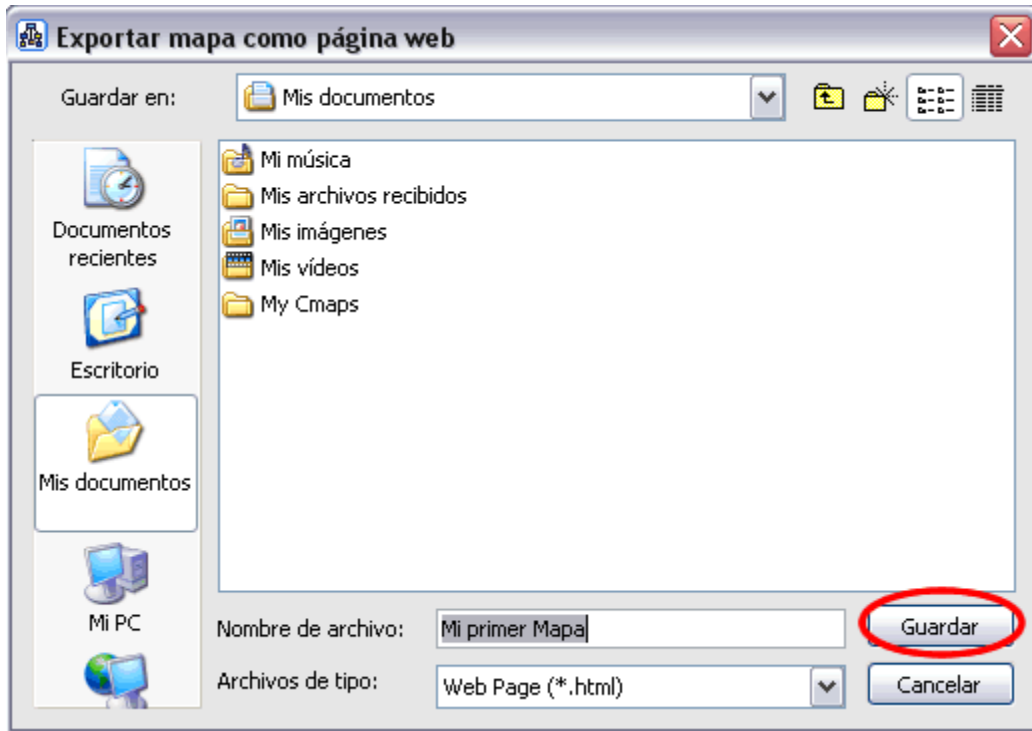 Exportar mapa como página web
Guardar en:
Mis documentos
Documentos
recientes
Escritorio
Mis documentos
Mi PC
Mi música
Mis archivos recibidos
Mis imágenes
Mis vídeos
My Cmaps
Nombre de archivo:
Mi primer Mapa
Guardar
Archivos de tipo:
Web Page (*.html)
Cancelar